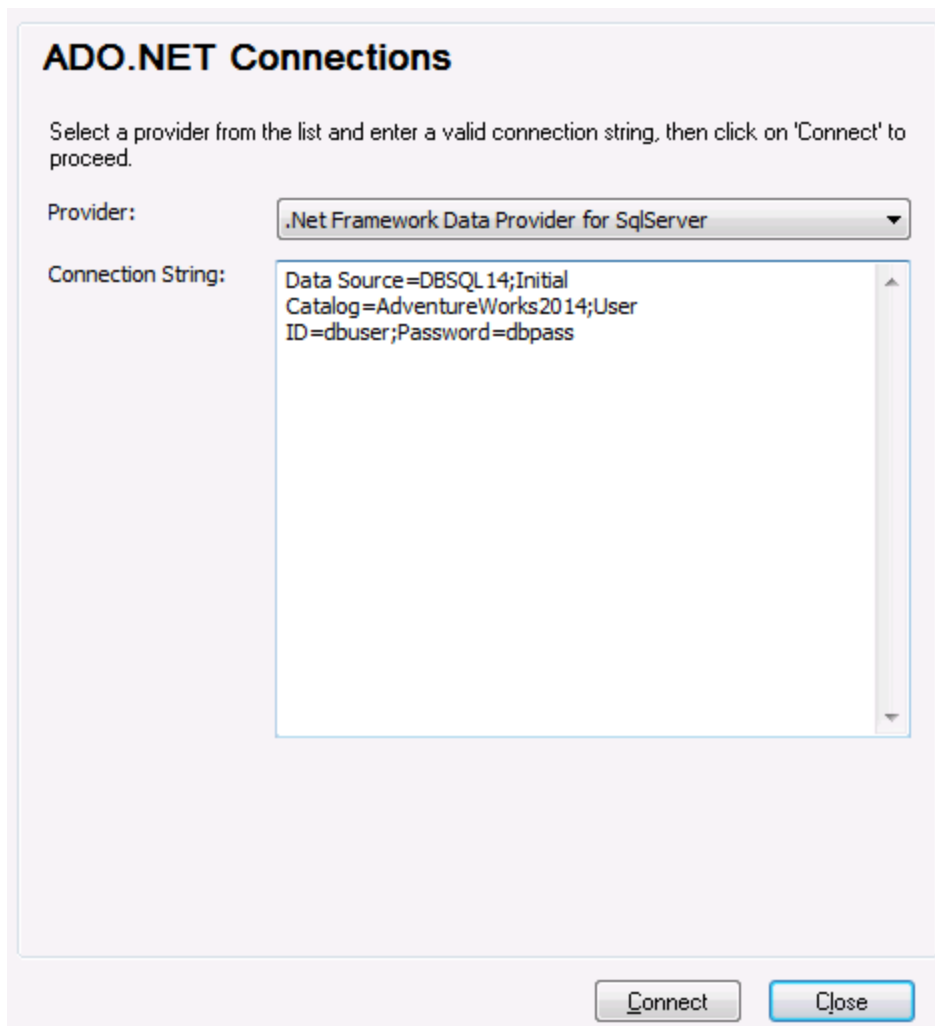 ADO.NET Connections
Select a provider from the list and enter a valid connection string, then click on 'Connect' to
proceed.
Provider:
.Net Framework Data Provider for SqlServer
Connection String:
Data Source=DBSQL14;Initial
Catalog=AdventureWorks2014;User
ID=dbuser;Password=dbpass
Connect
Close